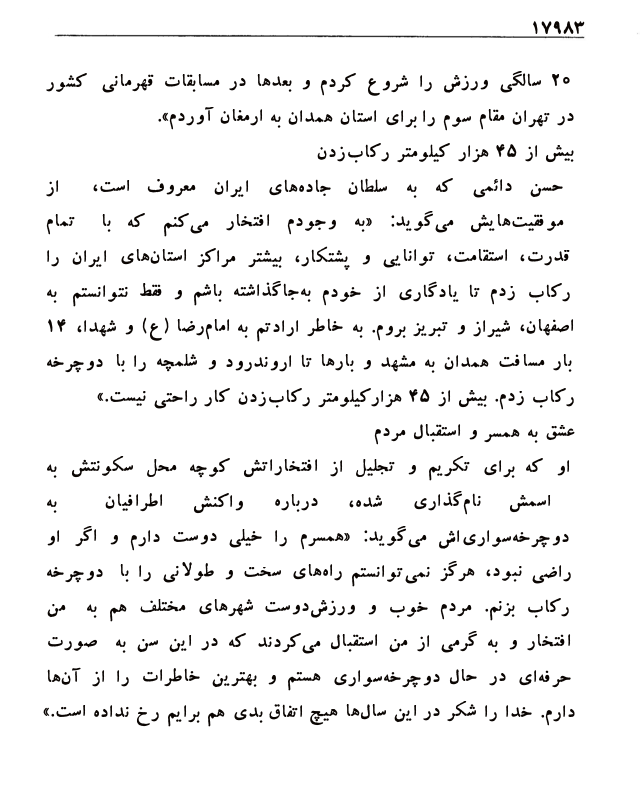 ۱۷۹۸۳
۲۰ سالگی ورزش را شروع کردم و بعدها در مسابقات قهرمانی کشور
در تهران مقام سوم را برای استان همدان به ارمغان آوردم».
بیش از ۴۵ هزار کیلومتر رکاب‌زدن
حسن دائمی که به سلطان جاده‌های ایران معروف است، از
موفقیت‌هایش می‌گوید: «به وجودم افتخار می‌کنم که با تمام
قدرت، استقامت، توانایی و پشتکار، بیشتر مراکز استان‌های ایران را
رکاب زدم تا یادگاری از خودم به‌جاگذاشته باشم و فقط نتوانستم به
اصفهان، شیراز و تبریز بروم. به خاطر ارادتم به امام‌رضا (ع) و شهدا، ۱۴
بار مسافت همدان به مشهد و بارها تا اروندرود و شلمچه را با دوچرخه
رکاب زدم. بیش از ۴۵ هزارکیلومتر رکاب‌زدن کار راحتی نیست.»
عشق به همسر و استقبال مردم
او که برای تکریم و تجلیل از افتخاراتش کوچه محل سکونتش به
اسمش نام‌گذاری شده، درباره واکنش اطرافیان به
دوچرخه‌سواری‌اش می‌گوید: «همسرم را خیلی دوست دارم و اگر او
راضی نبود، هرگز نمی‌توانستم راه‌های سخت و طولانی را با دوچرخه
رکاب بزنم. مردم خوب و ورزش‌دوست شهرهای مختلف هم به من
افتخار و به گرمی از من استقبال می‌کردند که در این سن به صورت
حرفه‌ای در حال دوچرخه‌سواری هستم و بهترین خاطرات را از آن‌ها
دارم. خدا را شکر در این سال‌ها هیچ اتفاق بدی هم برایم رخ نداده است.»